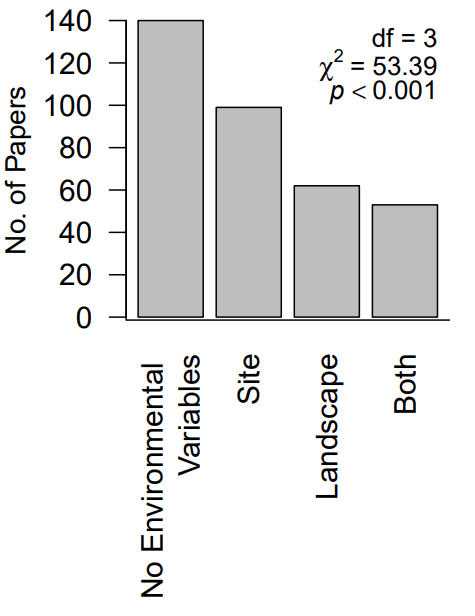 140
120
100
80
60
40
20
0
No. of Papers
df = 3
χ² = 53.39
p < 0.001
No Environmental
Variables
Site
Landscape
Both